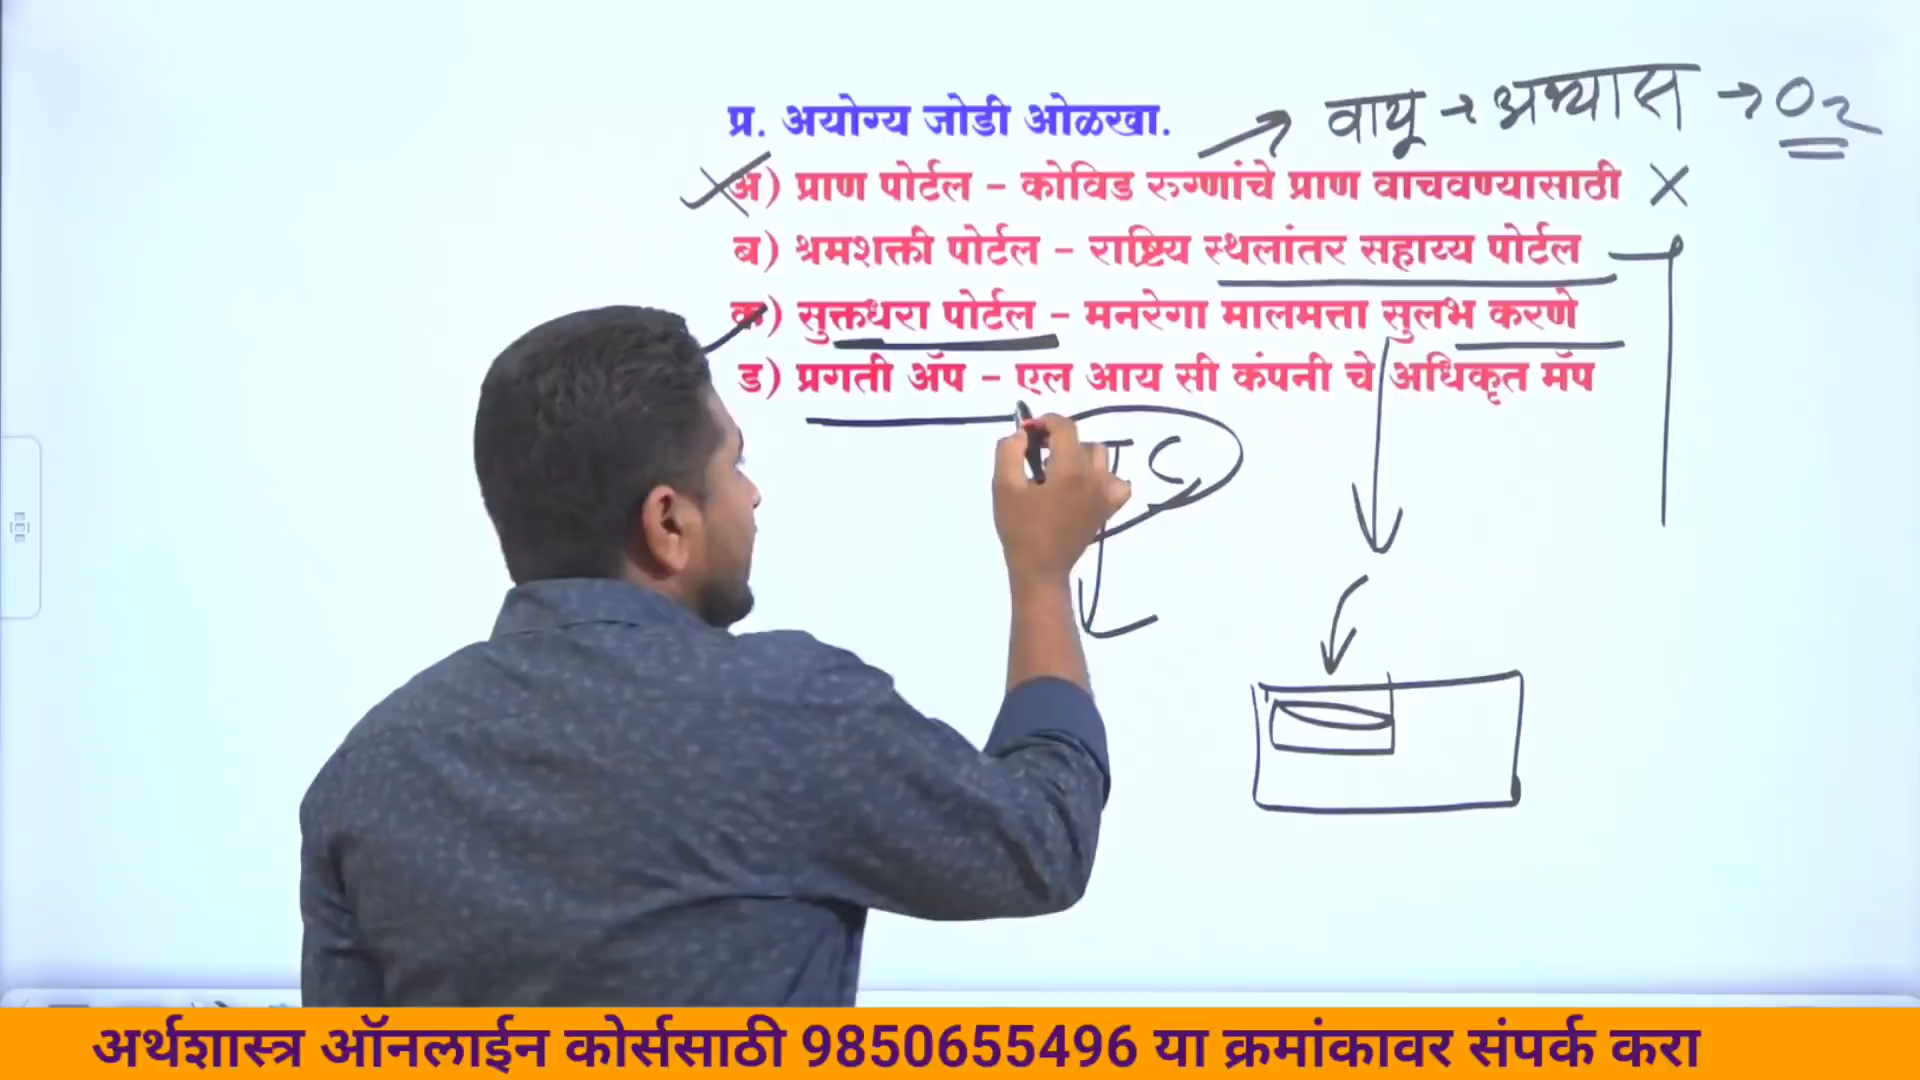 प्र. अयोग्य जोडी ओळखा.
वायू → अभ्यास → O2
अ) प्राण पोर्टल - कोविड रुग्णांचे प्राण वाचवण्यासाठी X
ब) श्रमशक्ती पोर्टल - राष्ट्रिय स्थलांतर सहाय्य पोर्टल
क) सुक्तधरा पोर्टल - मनरेगा मालमत्ता सुलभ करणे
ड) प्रगती ॲप - एल आय सी कंपनी चे अधिकृत मॅप
अर्थशास्त्र ऑनलाईन कोर्ससाठी 9850655496 या क्रमांकावर संपर्क करा